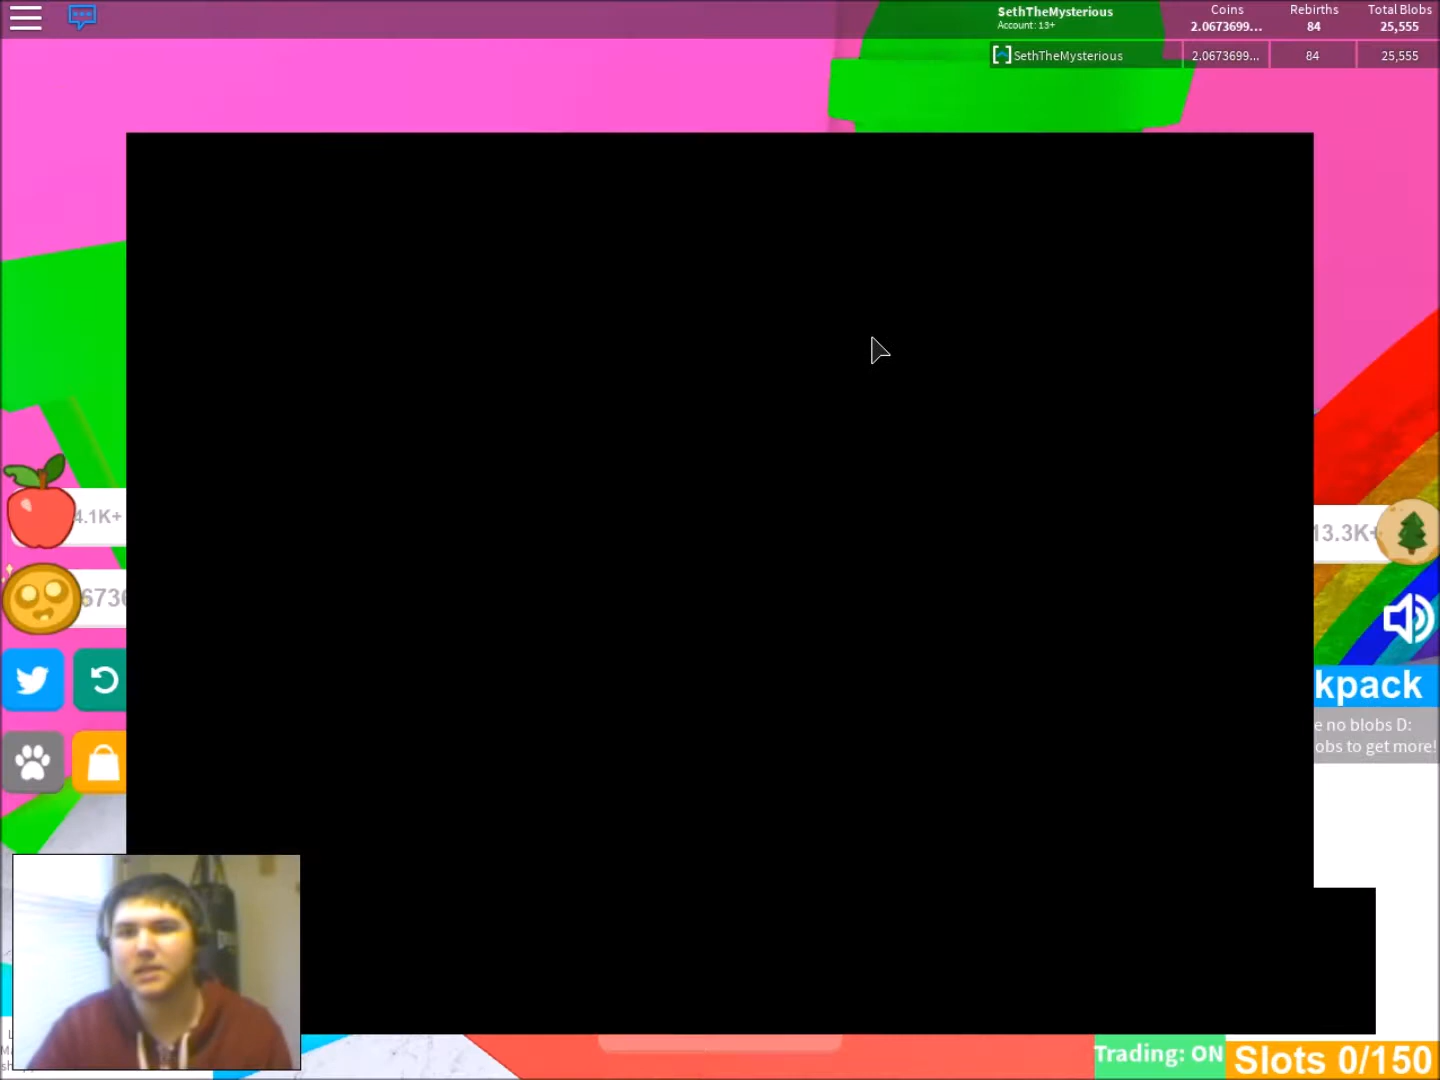 SethTheMysterious
Account: 13+
Coins
2.0673699...
Rebirths
84
Total Blobs
25,555
SethTheMysterious
2.0673699...
84
25,555
4.1K+
6736
13.3K+
kpack
e no blobs D:
obs to get more!
Trading: ON
Slots 0/150